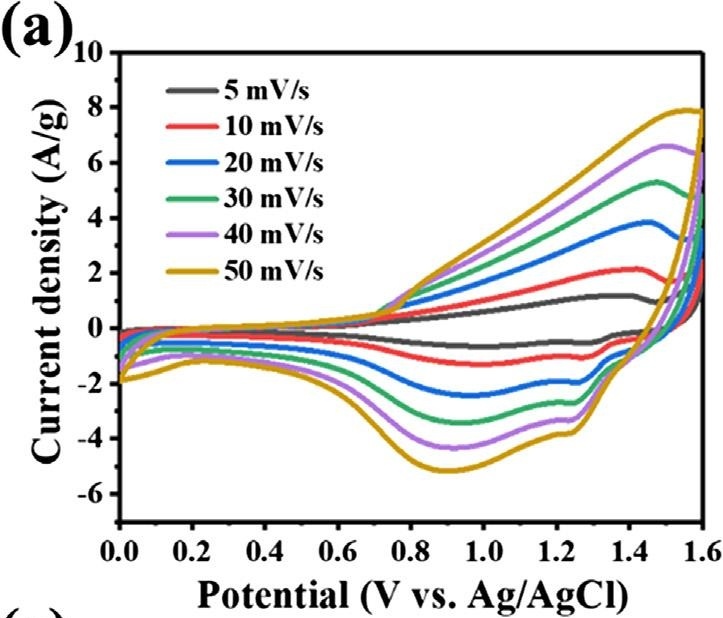 (a)
10
8
6
4
2
0
-2
-4
-6
Current density (A/g)
5 mV/s
10 mV/s
20 mV/s
30 mV/s
40 mV/s
50 mV/s
0.0 0.2 0.4 0.6 0.8 1.0 1.2 1.4 1.6
Potential (V vs. Ag/AgCl)